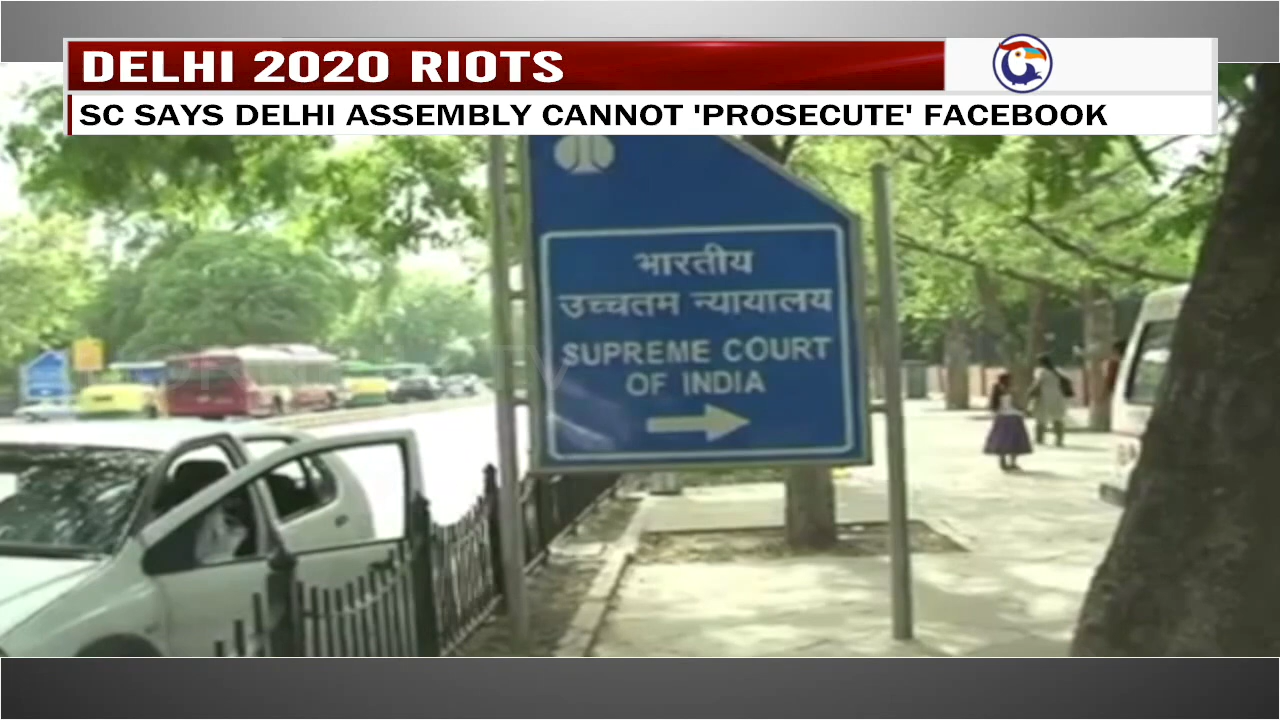 DELHI 2020 RIOTS
SC SAYS DELHI ASSEMBLY CANNOT 'PROSECUTE' FACEBOOK
भारतीय
उच्चतम न्यायालय
SUPREME COURT
OF INDIA